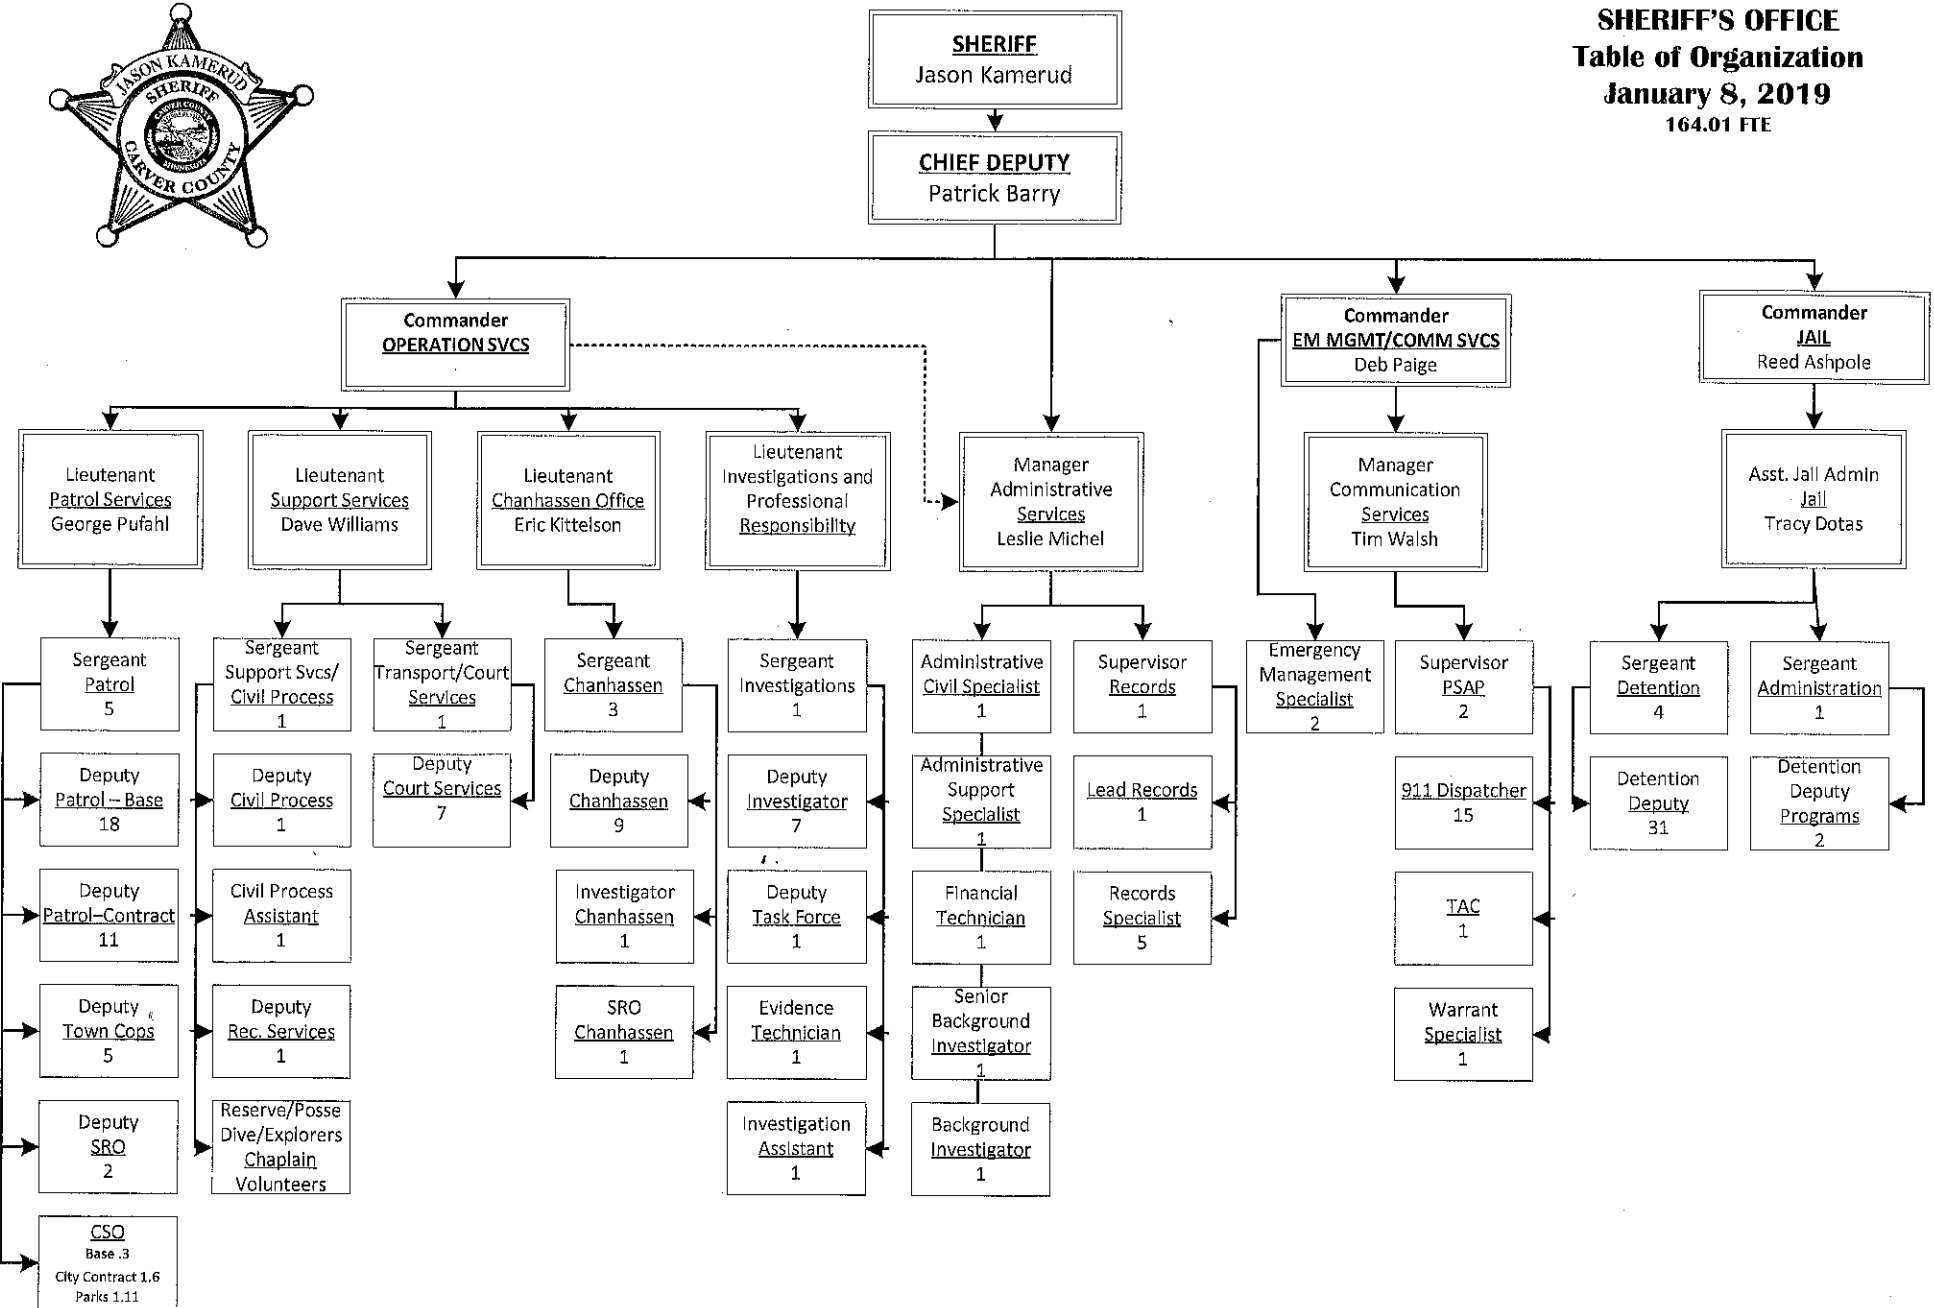 JASON KAMERUD
SHERIFF
CARVER COUNTY
MINNESOTA
CARVER COUNTY
SHERIFF'S OFFICE
Table of Organization
January 8, 2019
164.01 FTE
SHERIFF
Jason Kamerud
CHIEF DEPUTY
Patrick Barry
Commander
OPERATION SVCS
Commander
EM MGMT/COMM SVCS
Deb Paige
Commander
JAIL
Reed Ashpole
Lieutenant
Patrol Services
George Pufahl
Lieutenant
Support Services
Dave Williams
Lieutenant
Chanhassen Office
Eric Kittelson
Lieutenant
Investigations and
Professional
Responsibility
Manager
Administrative
Services
Leslie Michel
Manager
Communication
Services
Tim Walsh
Asst. Jail Admin
Jail
Tracy Dotas
Sergeant
Patrol
5
Sergeant
Support Svcs/
Civil Process
1
Sergeant
Transport/Court
Services
1
Sergeant
Chanhassen
3
Sergeant
Investigations
1
Administrative
Civil Specialist
1
Supervisor
Records
1
Emergency
Management
Specialist
2
Supervisor
PSAP
2
Sergeant
Detention
4
Sergeant
Administration
1
Deputy
Patrol – Base
18
Deputy
Civil Process
1
Deputy
Court Services
7
Deputy
Chanhassen
9
Deputy
Investigator
7
Administrative
Support
Specialist
1
Lead Records
1
911 Dispatcher
15
Detention
Deputy
31
Detention
Deputy
Programs
2
Deputy
Patrol–Contract
11
Civil Process
Assistant
1
Investigator
Chanhassen
1
Deputy
Task Force
1
Financial
Technician
1
Records
Specialist
5
TAC
1
Deputy
Town Cops
5
Deputy
Rec. Services
1
SRO
Chanhassen
1
Evidence
Technician
1
Senior
Background
Investigator
1
Warrant
Specialist
1
Deputy
SRO
2
Reserve/Posse
Dive/Explorers
Chaplain
Volunteers
Investigation
Assistant
1
Background
Investigator
1
CSO
Base .3
City Contract 1.6
Parks 1.11